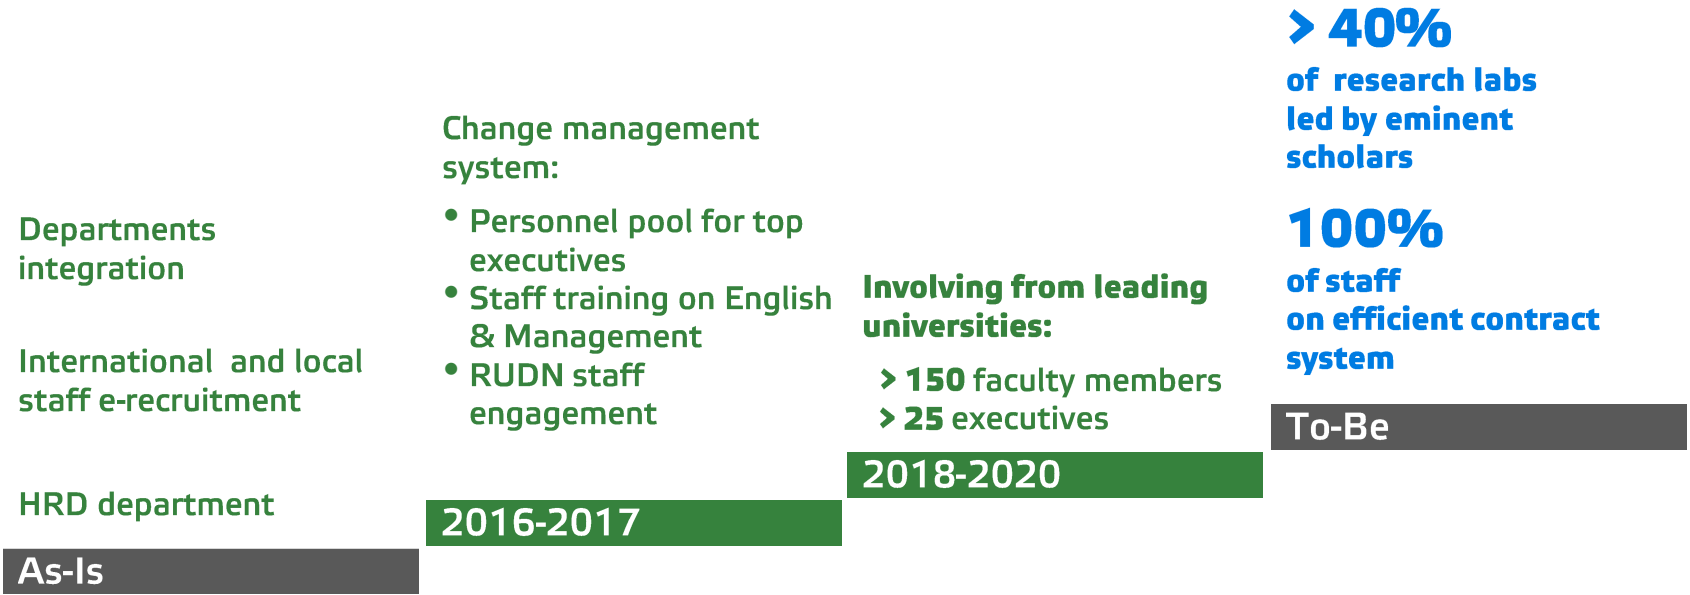 Departments
integration
International and local
staff e-recruitment
HRD department
As-Is
Change management
system:
• Personnel pool for top
executives
• Staff training on English
& Management
• RUDN staff
engagement
2016-2017
Involving from leading
universities:
> 150 faculty members
> 25 executives
2018-2020
> 40%
of research labs
led by eminent
scholars
100%
of staff
on efficient contract
system
To-Be